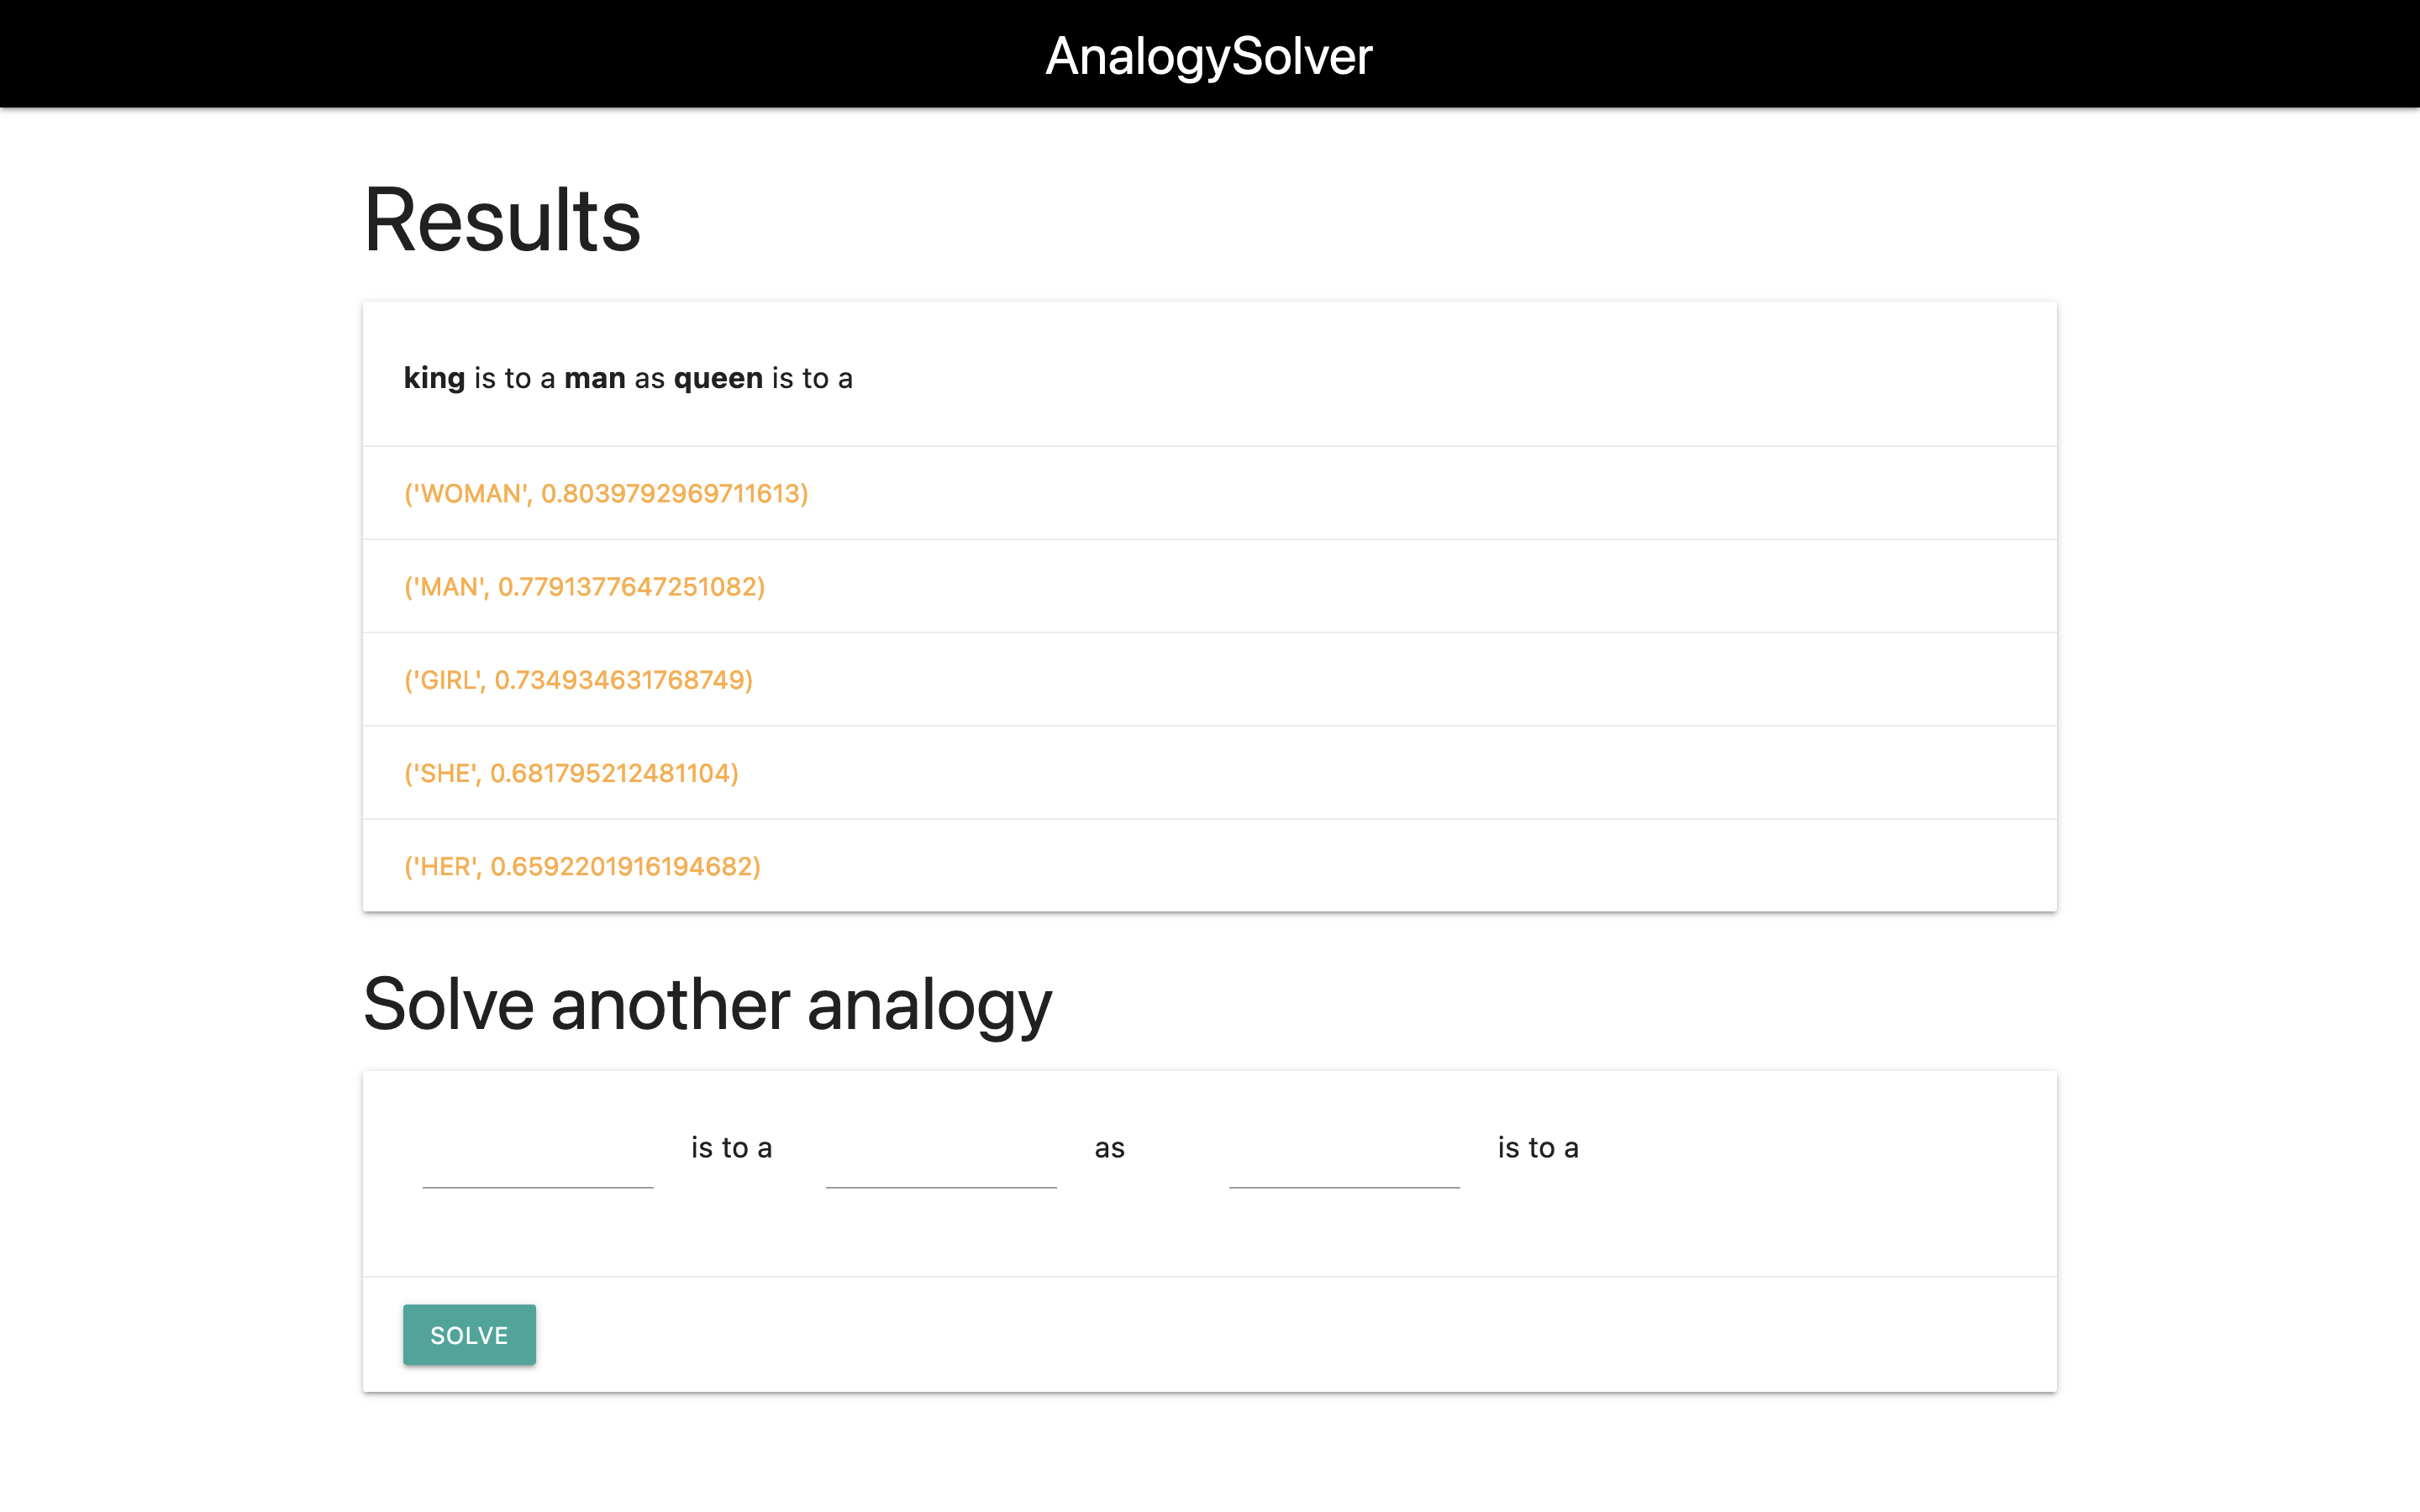 AnalogySolver
Results
king is to a man as queen is to a
('WOMAN', 0.8039792969711613)
('MAN', 0.7791377647251082)
('GIRL', 0.734934631768749)
('SHE', 0.681795212481104)
('HER', 0.6592201916194682)
Solve another analogy
is to a as is to a
SOLVE